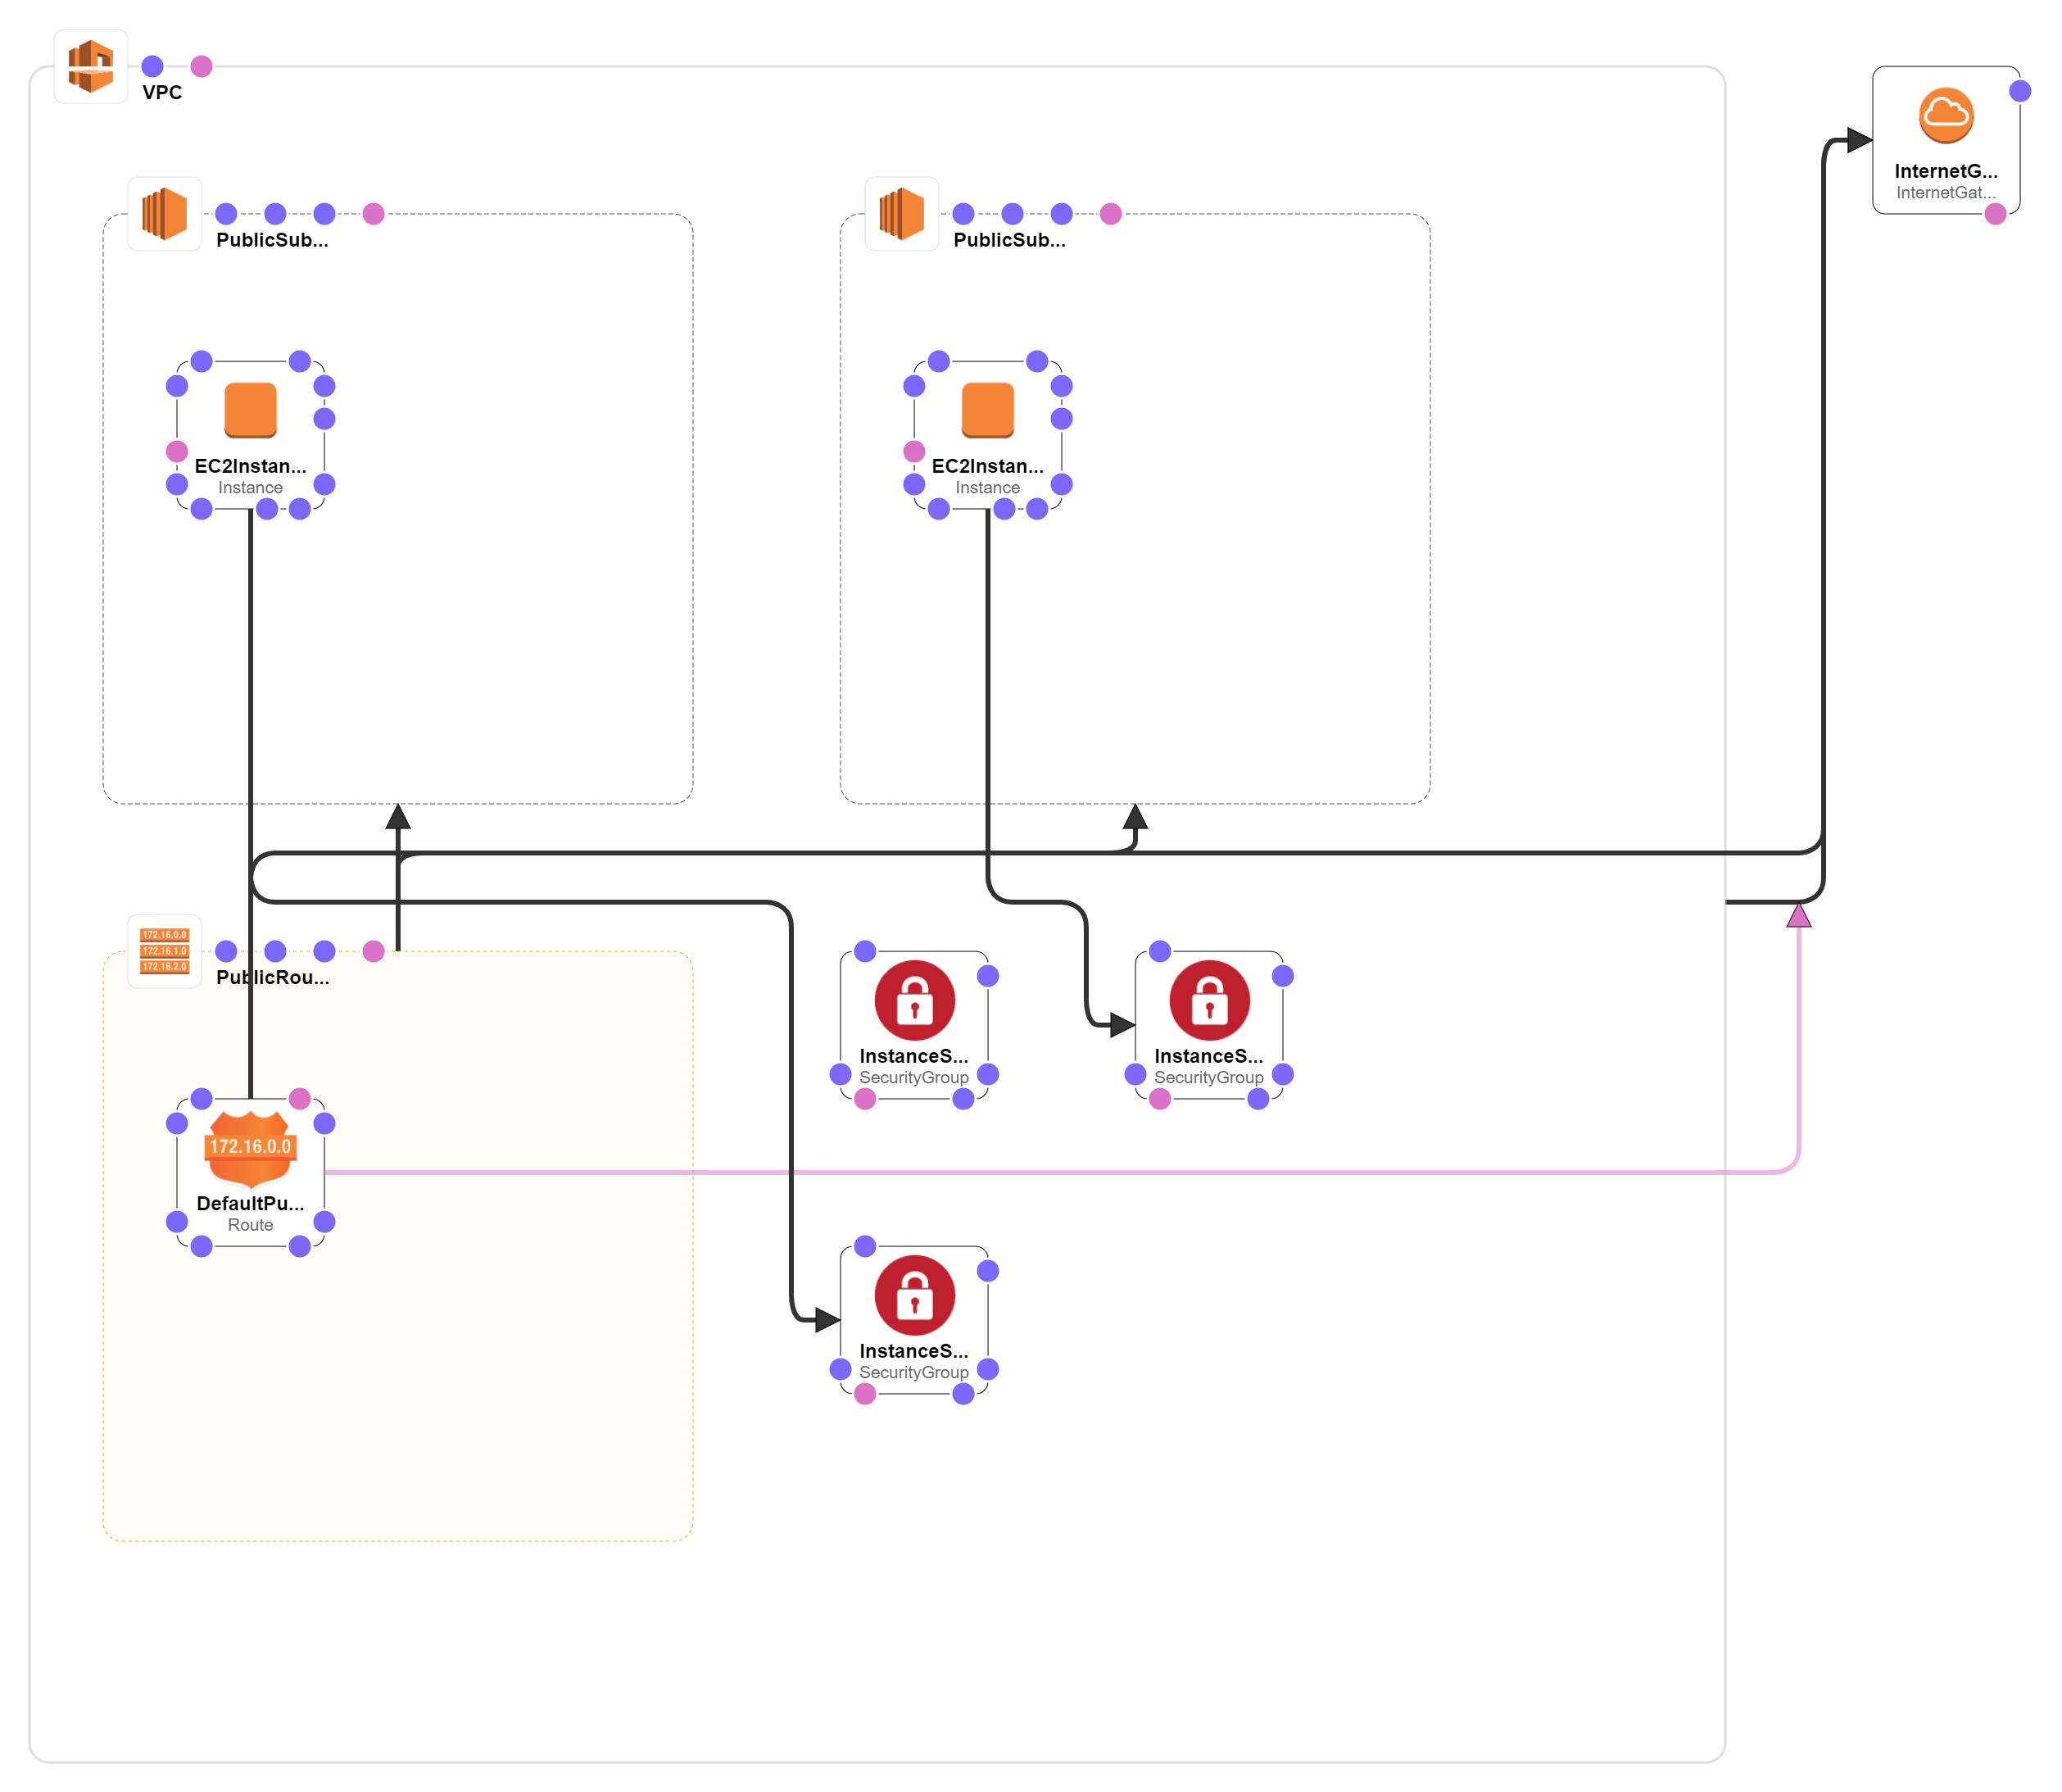 VPC
InternetG...
InternetGat...
PublicSub...
PublicSub...
EC2Instan...
Instance
EC2Instan...
Instance
172.16.0.0
172.16.1.0
172.16.2.0
PublicRou...
InstanceS...
SecurityGroup
InstanceS...
SecurityGroup
172.16.0.0
DefaultPu...
Route
InstanceS...
SecurityGroup